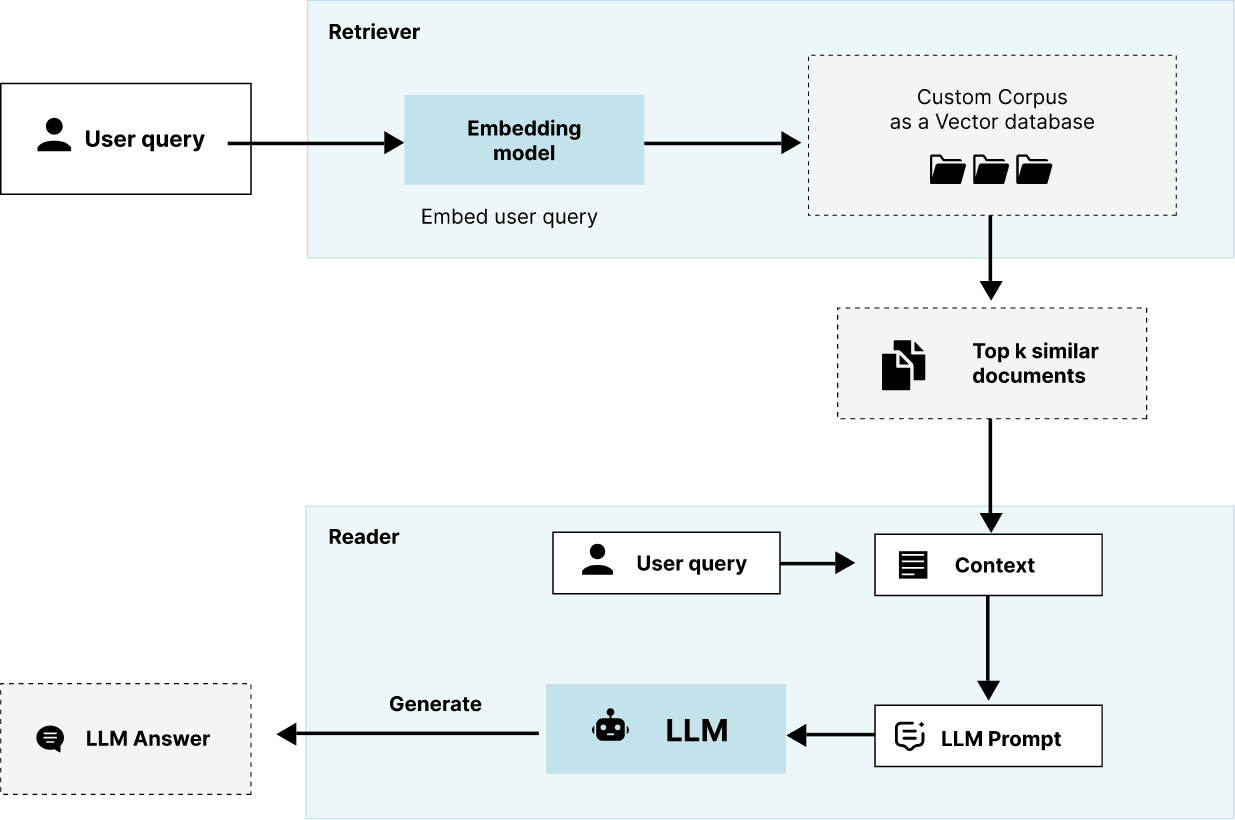 Retriever
User query
Embedding
model
Embed user query
Custom Corpus
as a Vector database
Top k similar
documents
Reader
User query
Context
LLM Prompt
LLM
Generate
LLM Answer